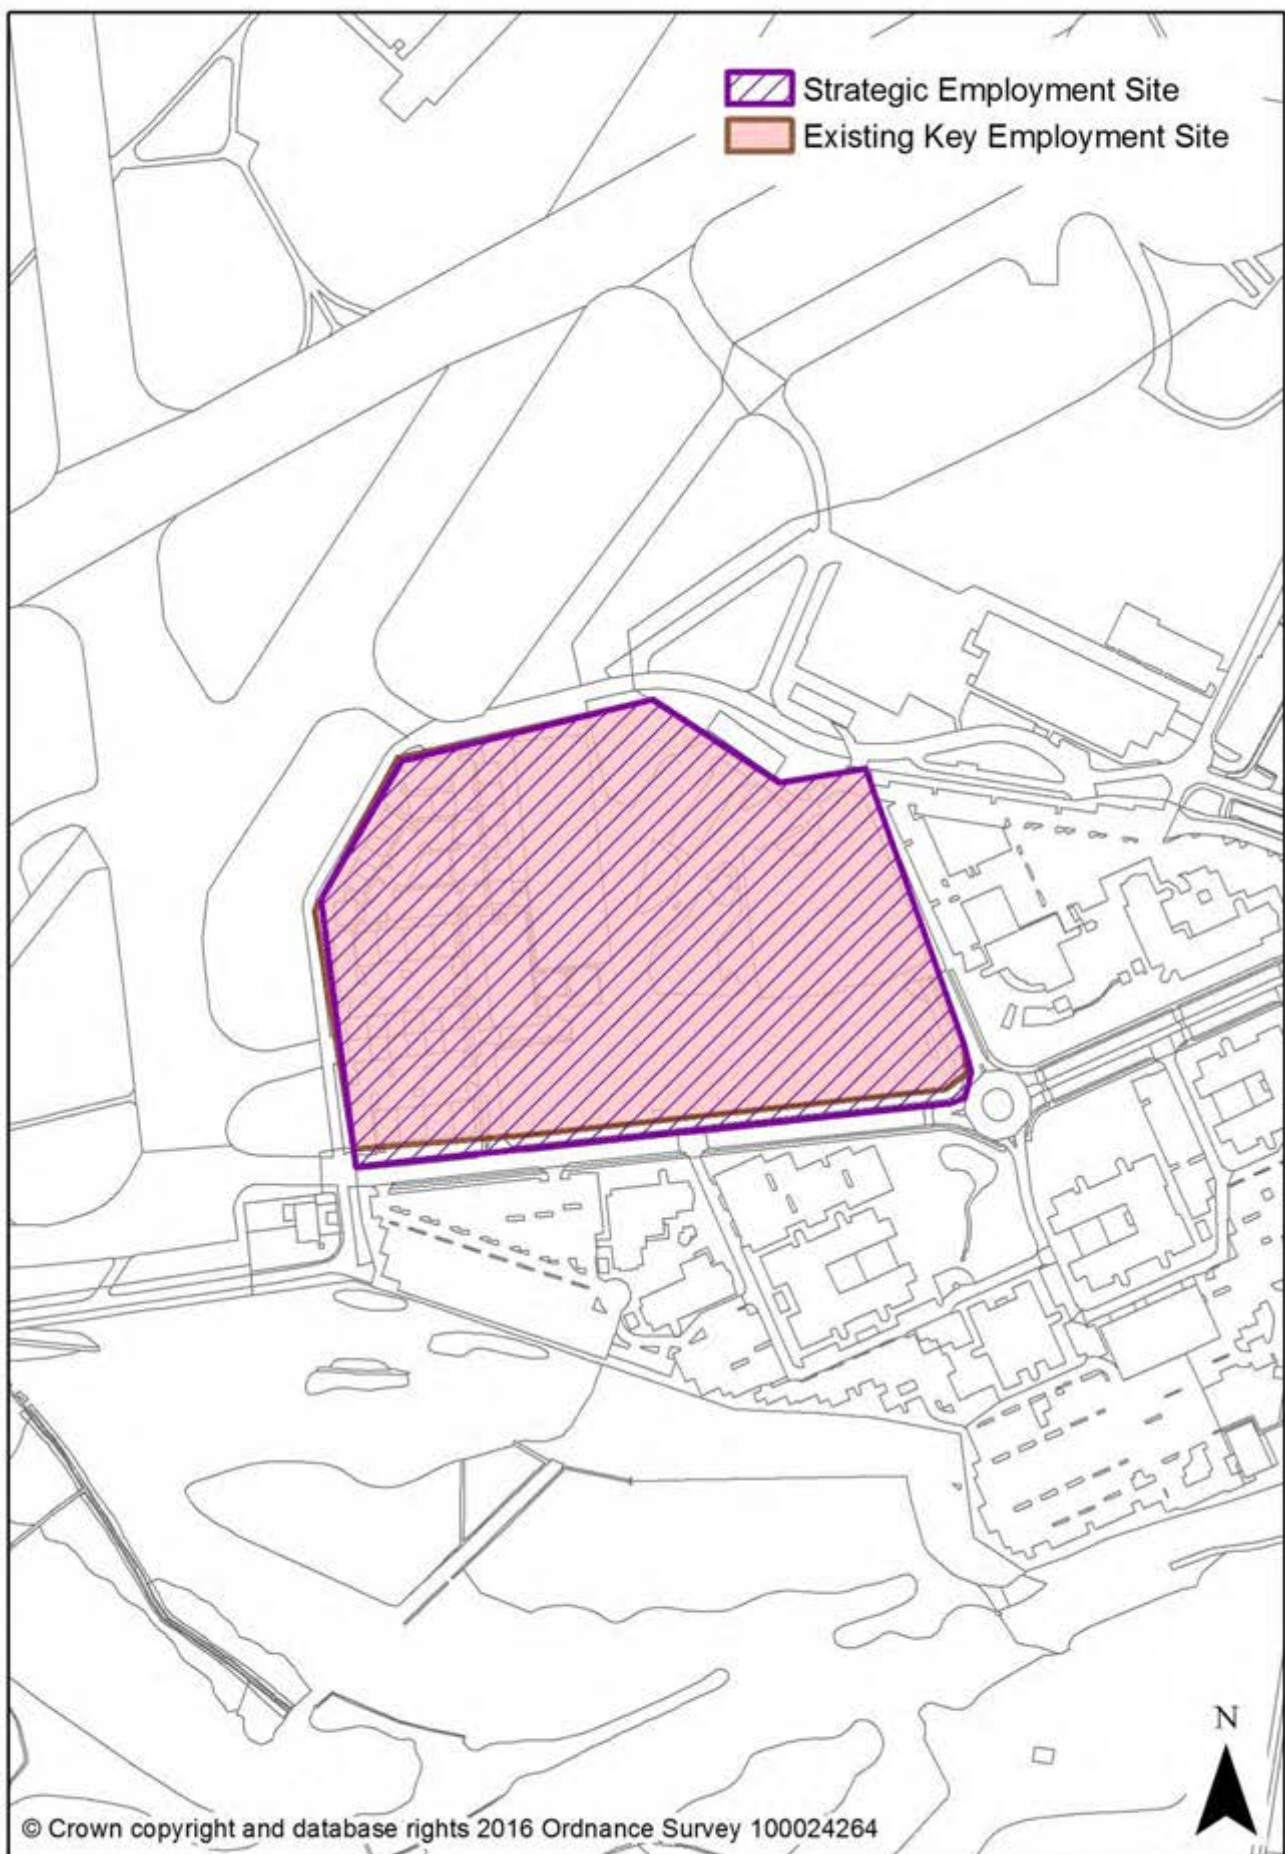 Strategic Employment Site
Existing Key Employment Site
N
© Crown copyright and database rights 2016 Ordnance Survey 100024264